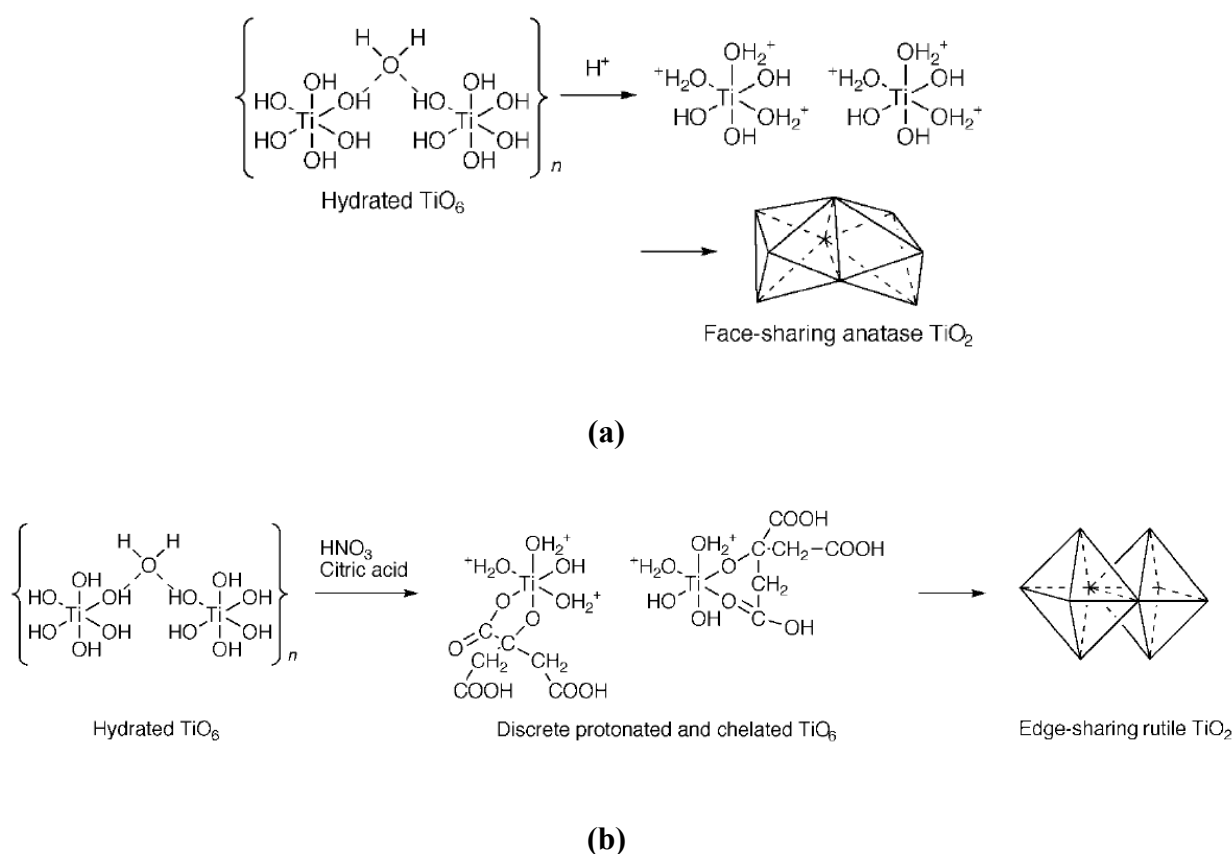 H H
O
OH OH
HO OH HO OH
Ti Ti
HO OH HO OH
OH OH
n
Hydrated TiO6
H+
OH2+ OH2+
+H2O OH +H2O OH
Ti Ti
HO OH2+ HO OH2+
OH OH
Face-sharing anatase TiO2
(a)
H H
O
OH OH
HO OH HO OH
Ti Ti
HO OH HO OH
OH OH
n
Hydrated TiO6
HNO3
Citric acid
OH2+
+H2O OH
Ti
OH2+
O O
O C C
CH2 CH2
COOH COOH
COOH
OH2+ C CH2 COOH
+H2O O
Ti CH2
HO O
OH OH
Discrete protonated and chelated TiO6
Edge-sharing rutile TiO2
(b)